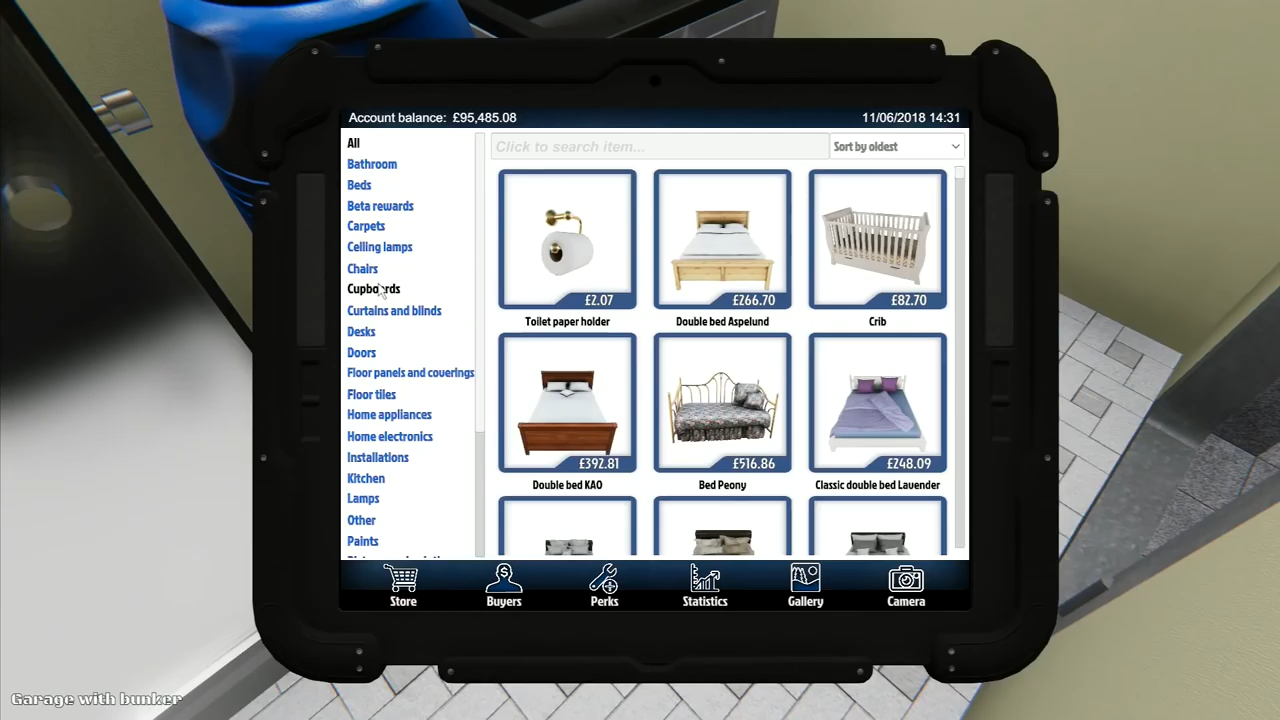 Account balance: £95,485.08
11/06/2018 14:31
All
Bathroom
Beds
Beta rewards
Carpets
Ceiling lamps
Chairs
Cupboards
Curtains and blinds
Desks
Doors
Floor panels and coverings
Floor tiles
Home appliances
Home electronics
Installations
Kitchen
Lamps
Other
Paints
Click to search item...
Sort by oldest
£2.07
£266.70
£82.70
Toilet paper holder
Double bed Aspelund
Crib
£392.81
£516.86
£248.09
Double bed KAO
Bed Peony
Classic double bed Lavender
Store
Buyers
Perks
Statistics
Gallery
Camera
Garage with bunker